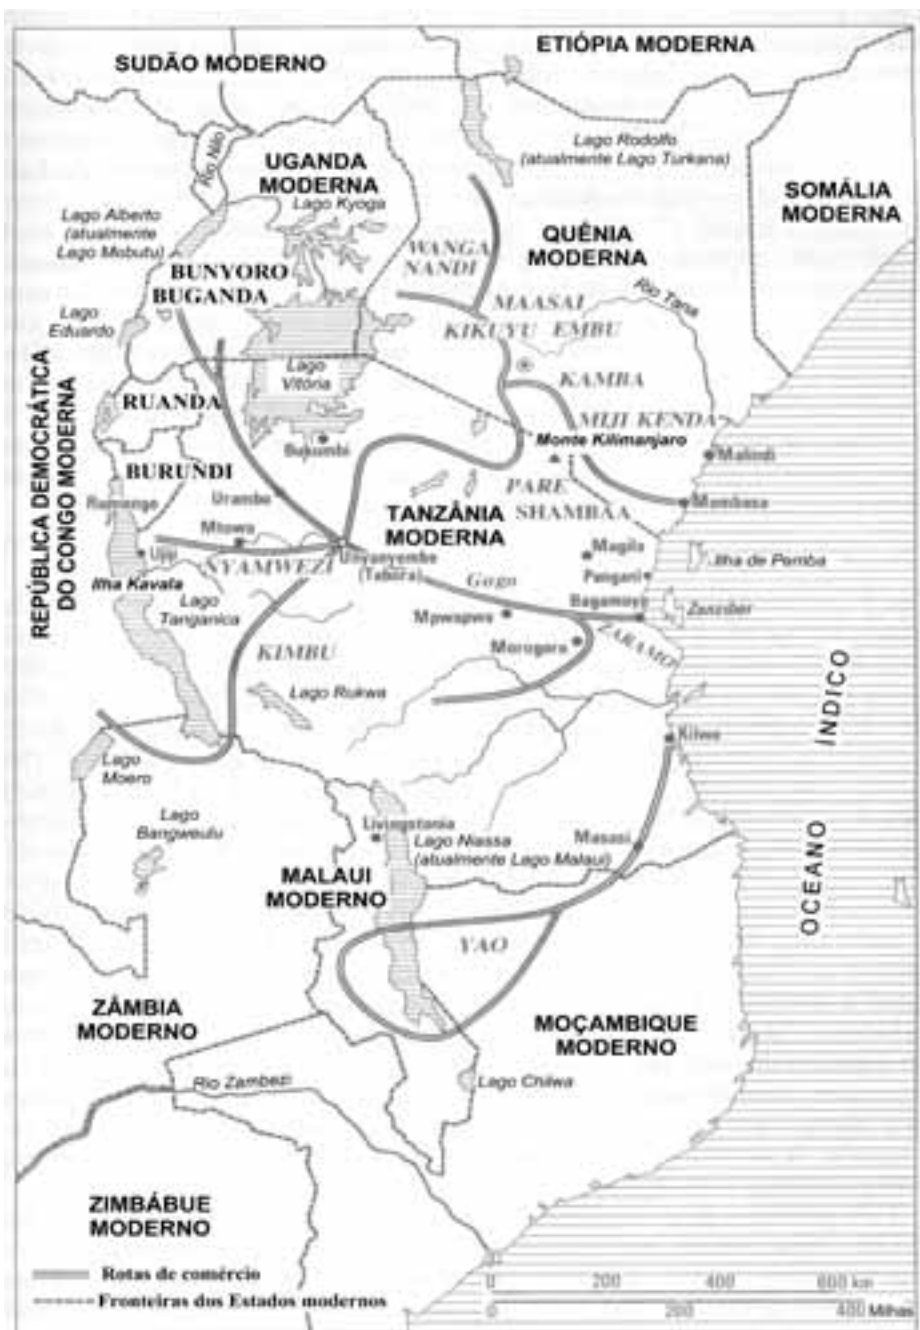 ETIÓPIA MODERNA
SUDÃO MODERNO
Lago Rodolfo
(atualmente Lago Turkana)
Rio Nilo
UGANDA
MODERNA
Lago Kyoga
SOMÁLIA
MODERNA
Lago Alberto
(atualmente
Lago Mobutu)
WANGA
NANDI
QUÊNIA
MODERNA
BUNYORO
BUGANDA
Rio Tana
MAASAI
Lago
Eduardo
KIKUYU EMBU
Lago
Vitória
KAMBA
RUANDA
MIJI KENDA
REPÚBLICA DEMOCRÁTICA
DO CONGO MODERNA
Bukumbi
Monte Kilimanjaro
Malindi
BURUNDI
PARE
Urambo
Mombasa
Rumonge
TANZÂNIA
MODERNA
SHAMBAA
Mtowa
Ujiji
NYAMWEZI
Unyanyembe
(Tabora)
Magila
Ilha de Pemba
Ilha Kavala
Gogo
Pangani
Lago
Tanganica
Bagamoyo
Zanzibar
Mpwapwa
ZARAMO
KIMBU
Morogoro
Lago Rukwa
OCEANO ÍNDICO
Kilwa
Lago
Moero
Lago
Bangweulu
Livingstonia
Masasi
Lago Niassa
(atualmente Lago Malaui)
MALAUI
MODERNO
YAO
ZÂMBIA
MODERNO
MOÇAMBIQUE
MODERNO
Rio Zambezi
Lago Chilwa
ZIMBÁBUE
MODERNO
Rotas de comércio
0 200 400 600 km
Fronteiras dos Estados modernos
0 200 400 Milhas